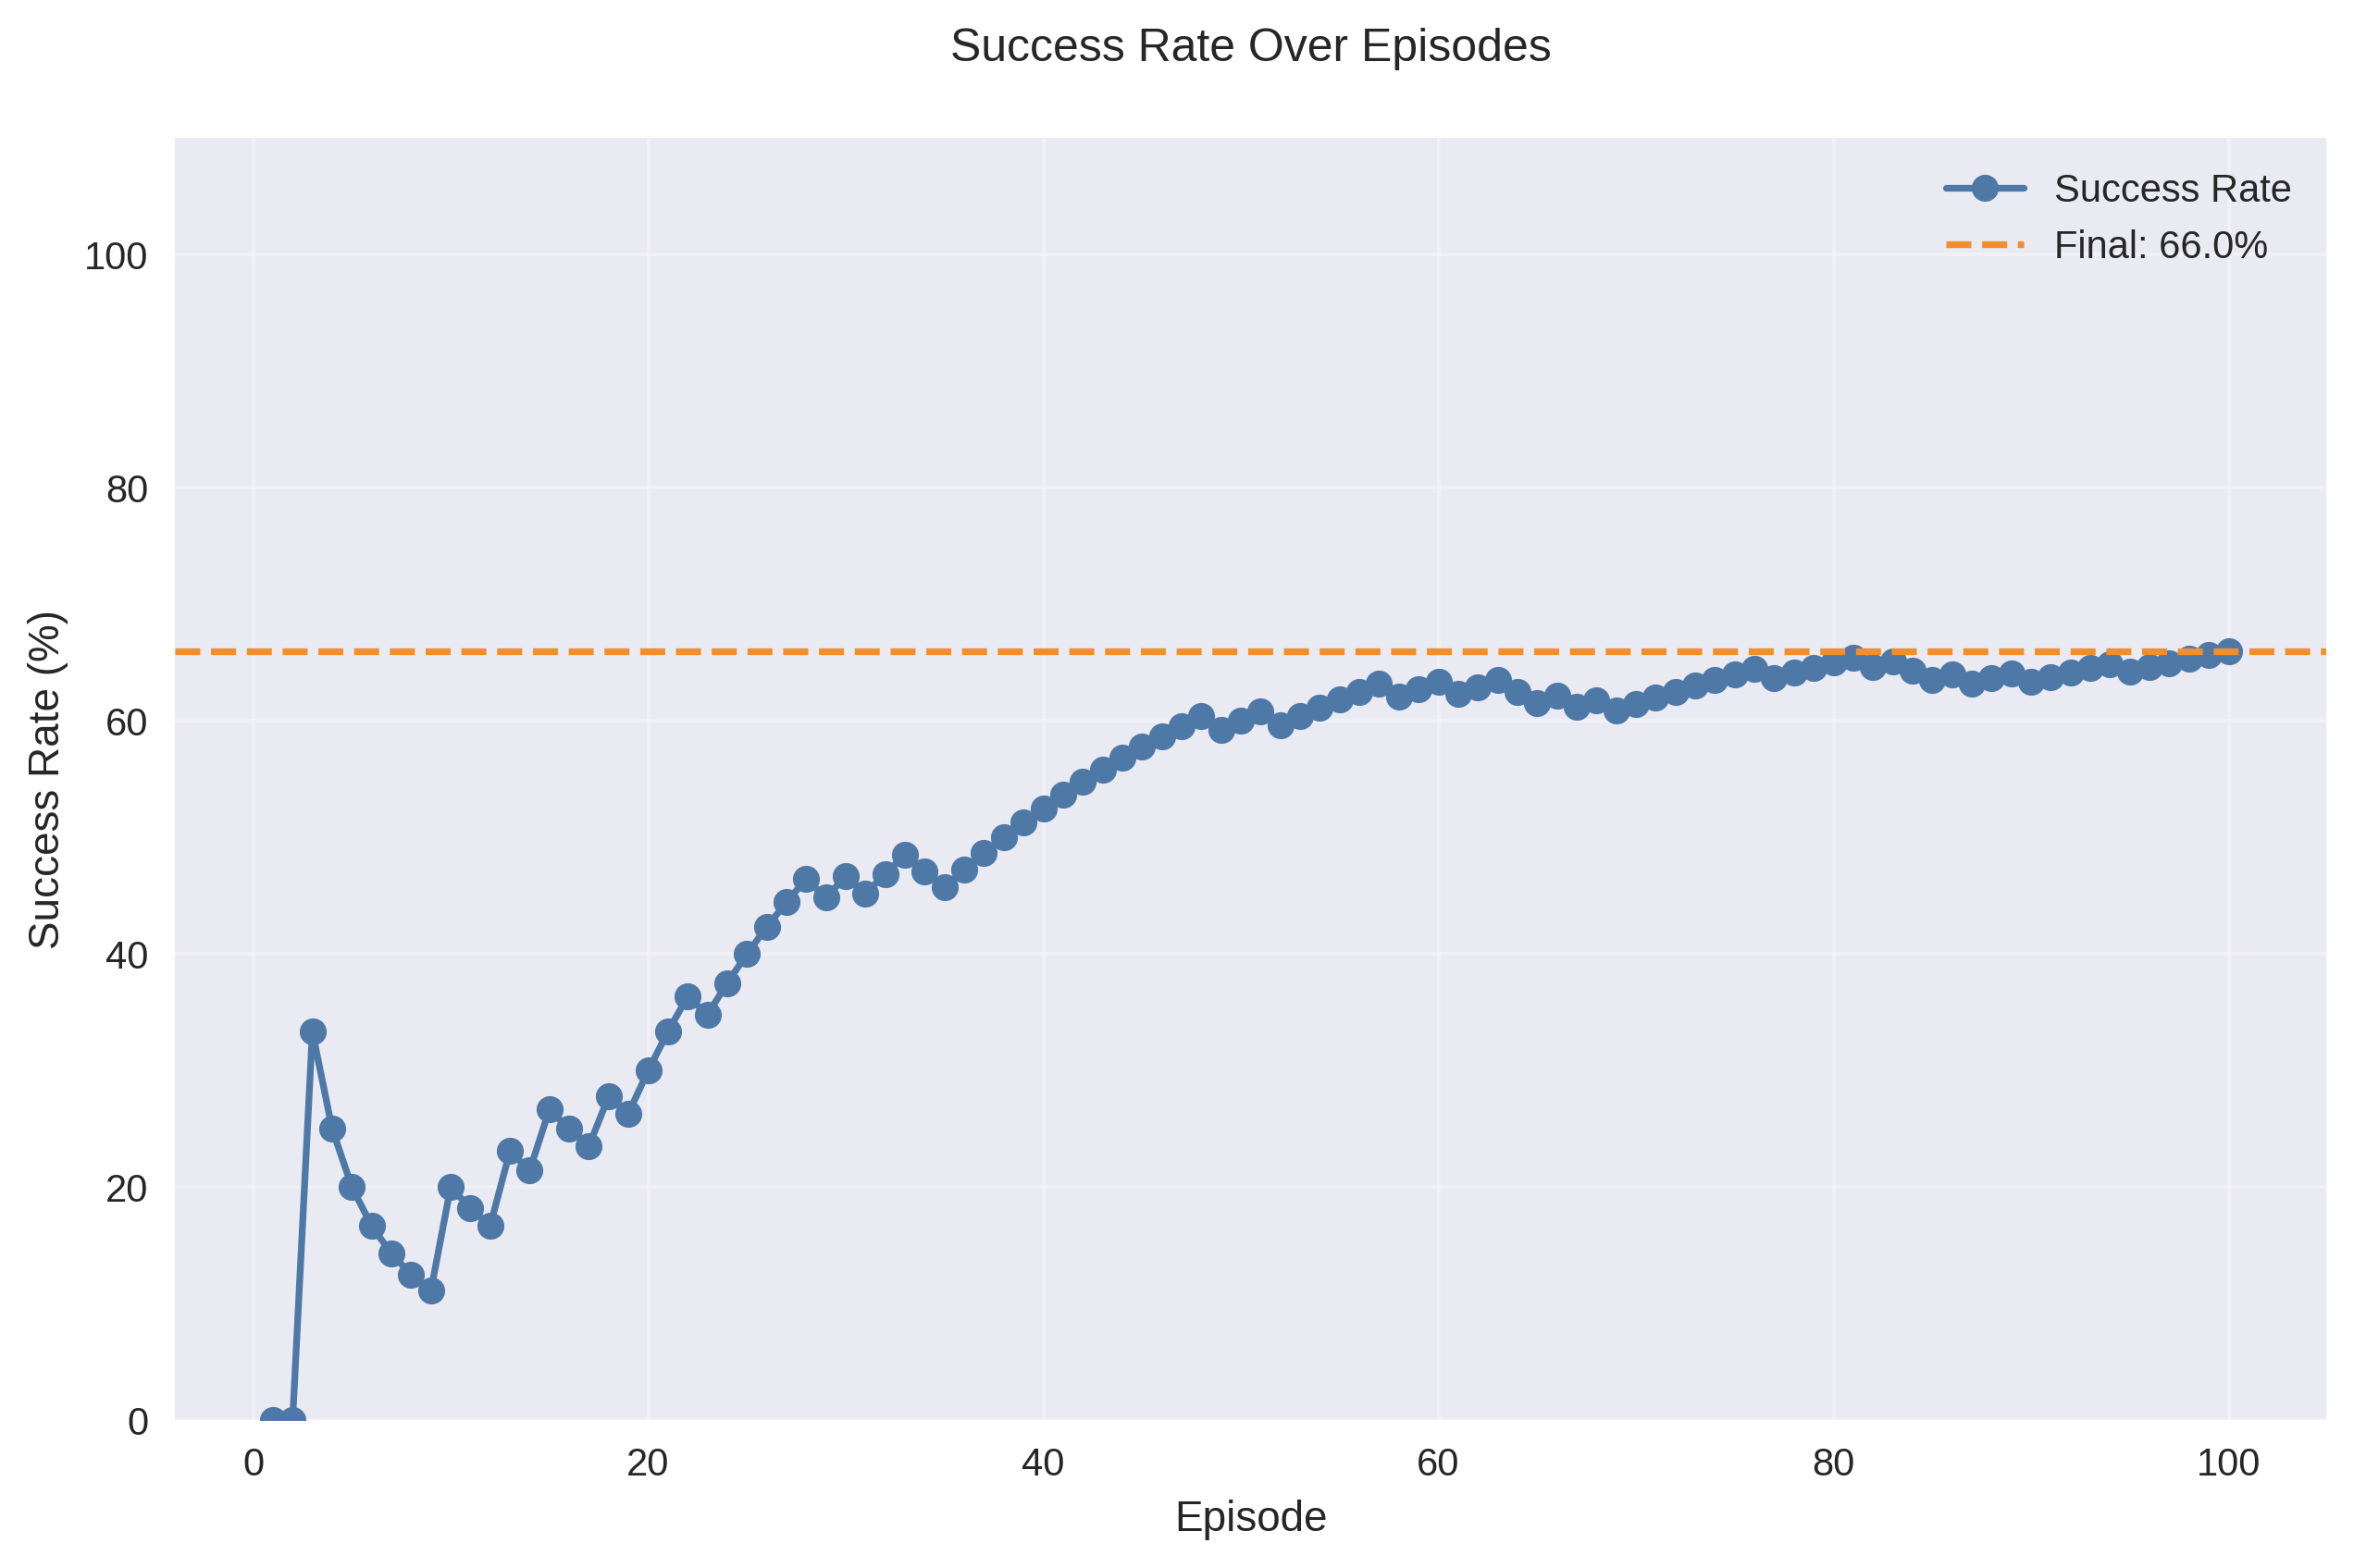 Success Rate Over Episodes
Success Rate
Final: 66.0%
Success Rate (%)
100
80
60
40
20
0
0 20 40 60 80 100
Episode